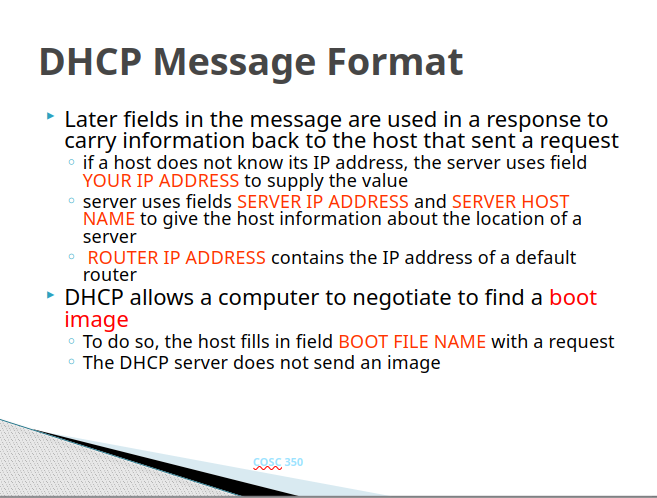 DHCP Message Format
Later fields in the message are used in a response to
carry information back to the host that sent a request
if a host does not know its IP address, the server uses field
YOUR IP ADDRESS to supply the value
server uses fields SERVER IP ADDRESS and SERVER HOST
NAME to give the host information about the location of a
server
ROUTER IP ADDRESS contains the IP address of a default
router
DHCP allows a computer to negotiate to find a boot
image
To do so, the host fills in field BOOT FILE NAME with a request
The DHCP server does not send an image
COSC 350